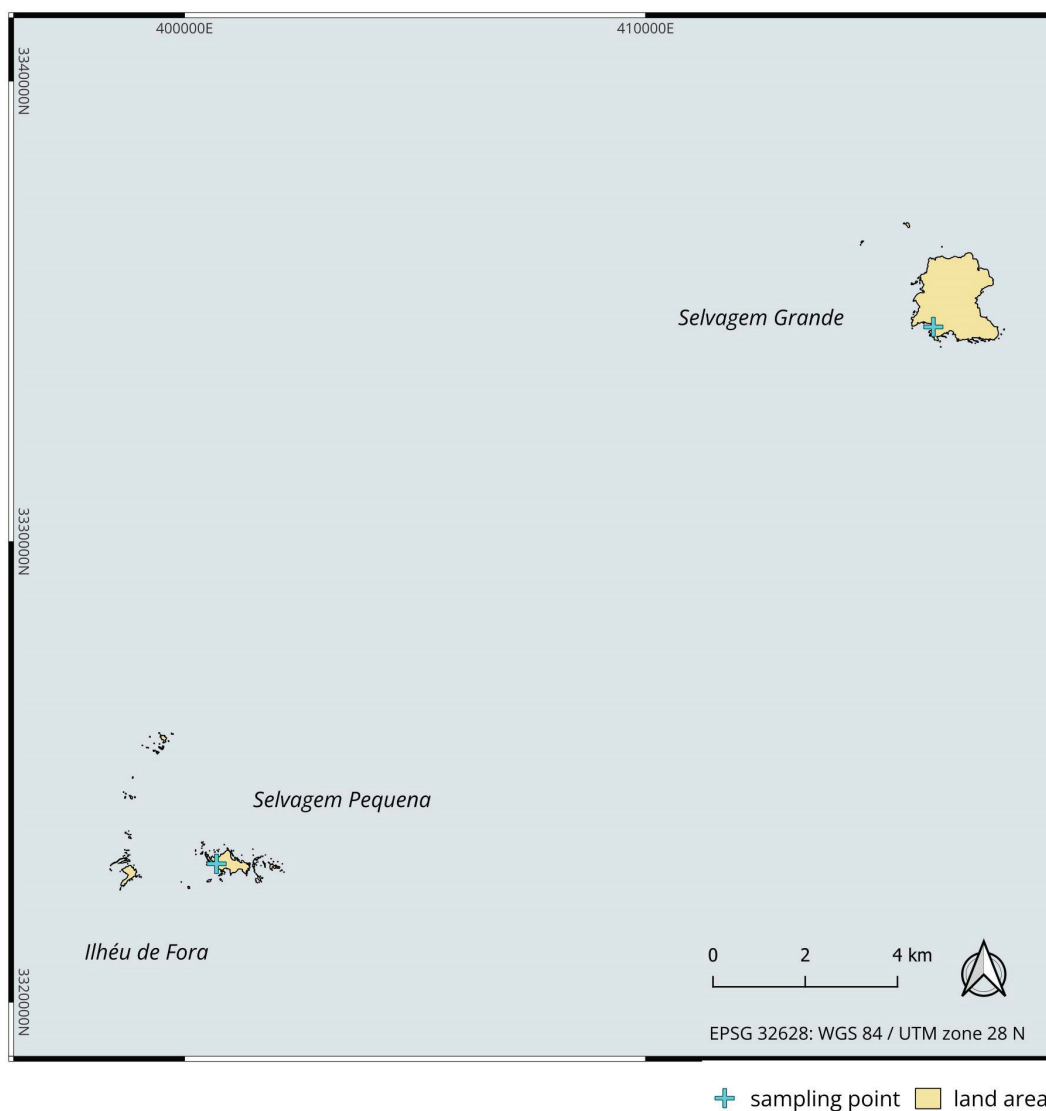 400000E
410000E
3340000N
Selvagem Grande
3330000N
Selvagem Pequena
Ilhéu de Fora
0 2 4 km
3320000N
EPSG 32628: WGS 84 / UTM zone 28 N
sampling point land area